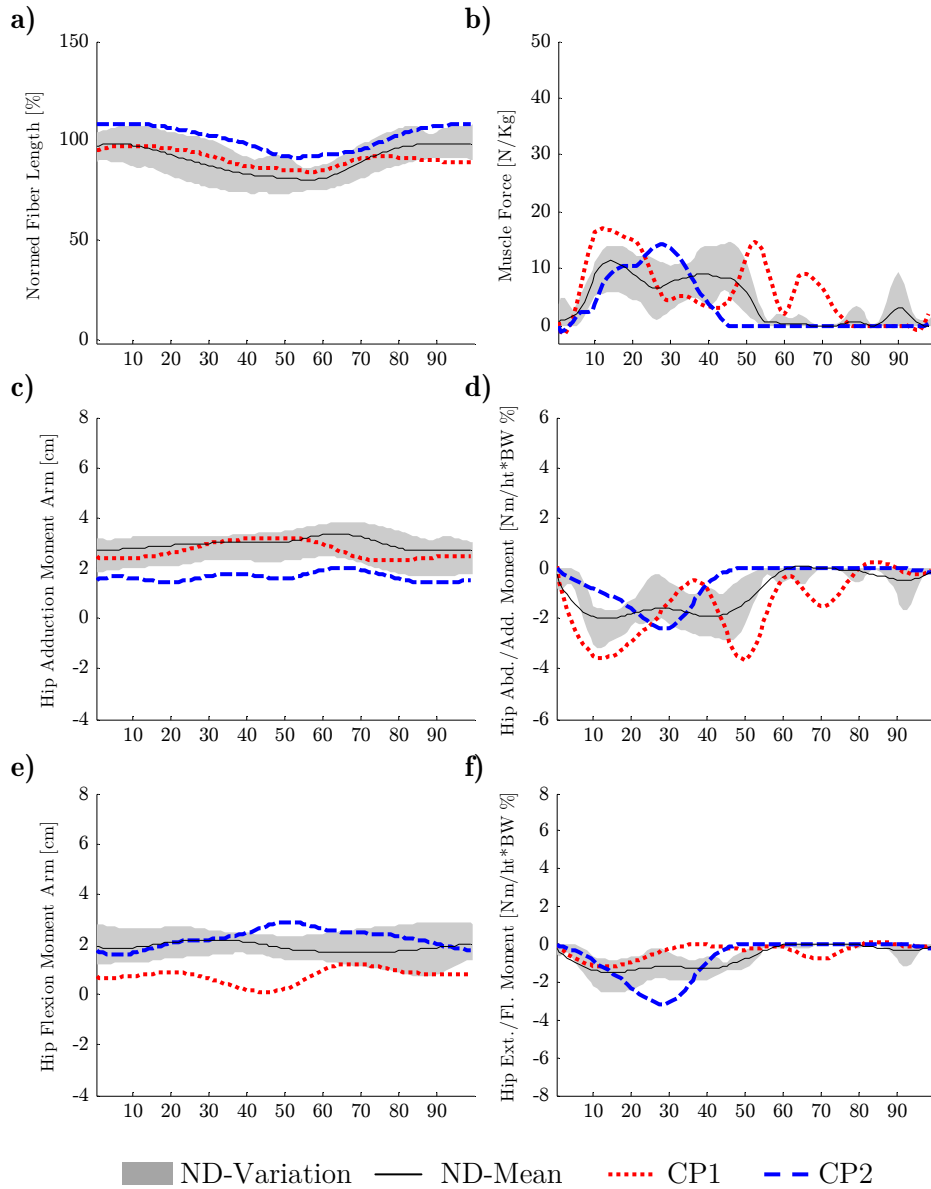 a)
Normed Fiber Length [%]
150
100
50
0
10 20 30 40 50 60 70 80 90
b)
Muscle Force [N/Kg]
50
40
30
20
10
0
10 20 30 40 50 60 70 80 90
c)
Hip Adduction Moment Arm [cm]
8
6
4
2
0
-2
-4
10 20 30 40 50 60 70 80 90
d)
Hip Abd./Add. Moment [Nm/ht*BW %]
6
4
2
0
-2
-4
-6
10 20 30 40 50 60 70 80 90
e)
Hip Flexion Moment Arm [cm]
8
6
4
2
0
-2
-4
10 20 30 40 50 60 70 80 90
f)
Hip Ext./Fl. Moment [Nm/ht*BW %]
8
6
4
2
0
-2
-4
-6
-8
10 20 30 40 50 60 70 80 90
ND-Variation ND-Mean CP1 CP2